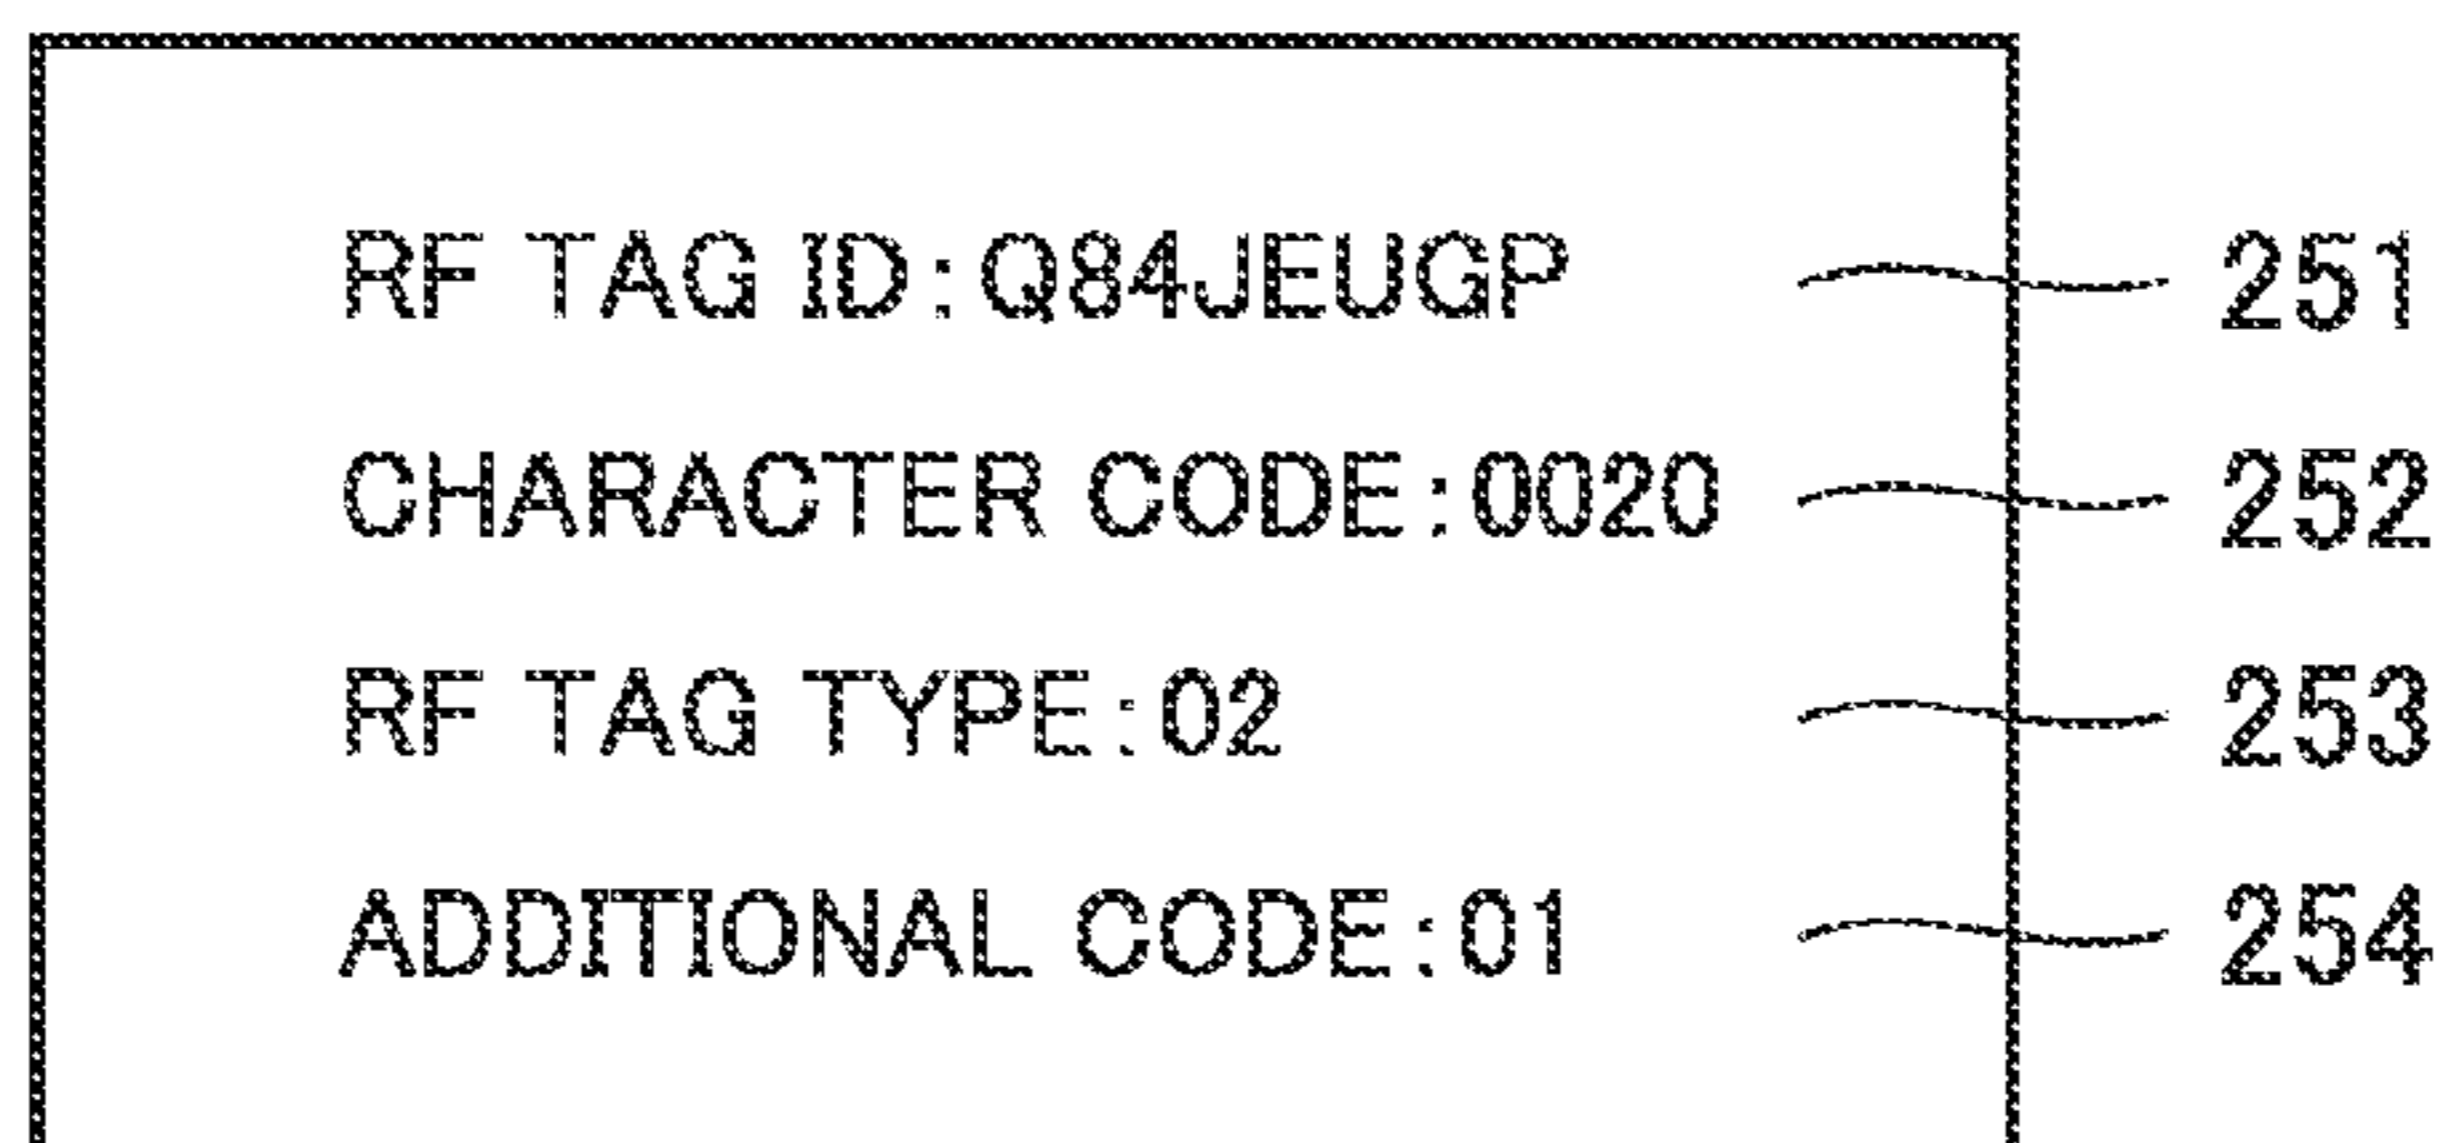 RF TAG ID:Q84JEUGP 251
CHARACTER CODE:0020 252
RF TAG TYPE:02 253
ADDITIONAL CODE:01 254